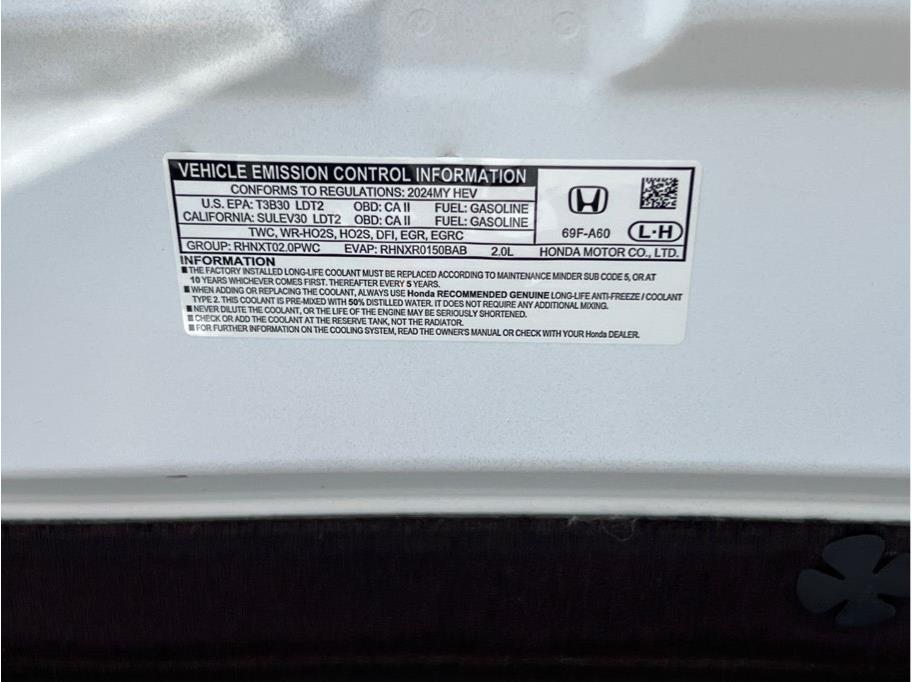 VEHICLE EMISSION CONTROL INFORMATION
CONFORMS TO REGULATIONS: 2024MY HEV
U.S. EPA: T3B30 LDT2 OBD: CA II FUEL: GASOLINE
CALIFORNIA: SULEV30 LDT2 OBD: CA II FUEL: GASOLINE
TWC, WR-HO2S, HO2S, DFI, EGR, EGRC
GROUP: RHNXT02.0PWC EVAP: RHNXR0150BAB 2.0L
69F-A60 L·H
HONDA MOTOR CO., LTD.
INFORMATION
■ THE FACTORY INSTALLED LONG-LIFE COOLANT MUST BE REPLACED ACCORDING TO MAINTENANCE MINDER SUB CODE 5, OR AT
10 YEARS WHICHEVER COMES FIRST. THEREAFTER EVERY 5 YEARS.
■ WHEN ADDING OR REPLACING THE COOLANT, ALWAYS USE Honda RECOMMENDED GENUINE LONG-LIFE ANTI-FREEZE / COOLANT
TYPE 2. THIS COOLANT IS PRE-MIXED WITH 50% DISTILLED WATER. IT DOES NOT REQUIRE ANY ADDITIONAL MIXING.
■ NEVER DILUTE THE COOLANT, OR THE LIFE OF THE ENGINE MAY BE SERIOUSLY SHORTENED.
■ CHECK OR ADD THE COOLANT AT THE RESERVE TANK, NOT THE RADIATOR.
■ FOR FURTHER INFORMATION ON THE COOLING SYSTEM, READ THE OWNER'S MANUAL OR CHECK WITH YOUR Honda DEALER.